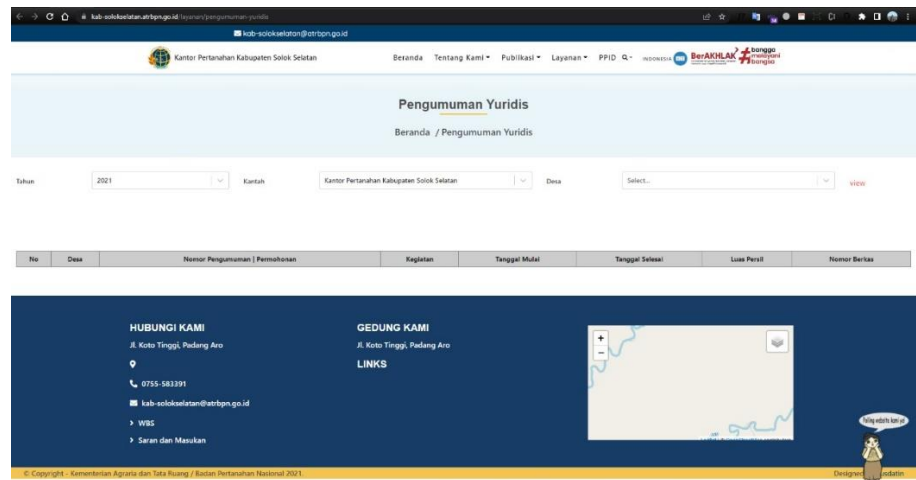 kab-solokselatan.atrbpn.go.id/layanan/pengumuman-yuridis
kab-solokselatan@atrbpn.go.id
Kantor Pertanahan Kabupaten Solok Selatan
Beranda Tentang Kami Publikasi Layanan PPID INDONESIA BerAKHLAK #bangga melayani bangsa
Pengumuman Yuridis
Beranda / Pengumuman Yuridis
Tahun 2021 Kantah Kantor Pertanahan Kabupaten Solok Selatan Desa Select... view
No Desa Nomor Pengumuman | Permohonan Kegiatan Tanggal Mulai Tanggal Selesai Luas Persil Nomor Berkas
HUBUNGI KAMI
Jl. Koto Tinggi, Padang Aro
0755-583391
kab-solokselatan@atrbpn.go.id
> WBS
> Saran dan Masukan
GEDUNG KAMI
Jl. Koto Tinggi, Padang Aro
LINKS
+
−
© Copyright - Kementerian Agraria dan Tata Ruang / Badan Pertanahan Nasional 2021.
Designed